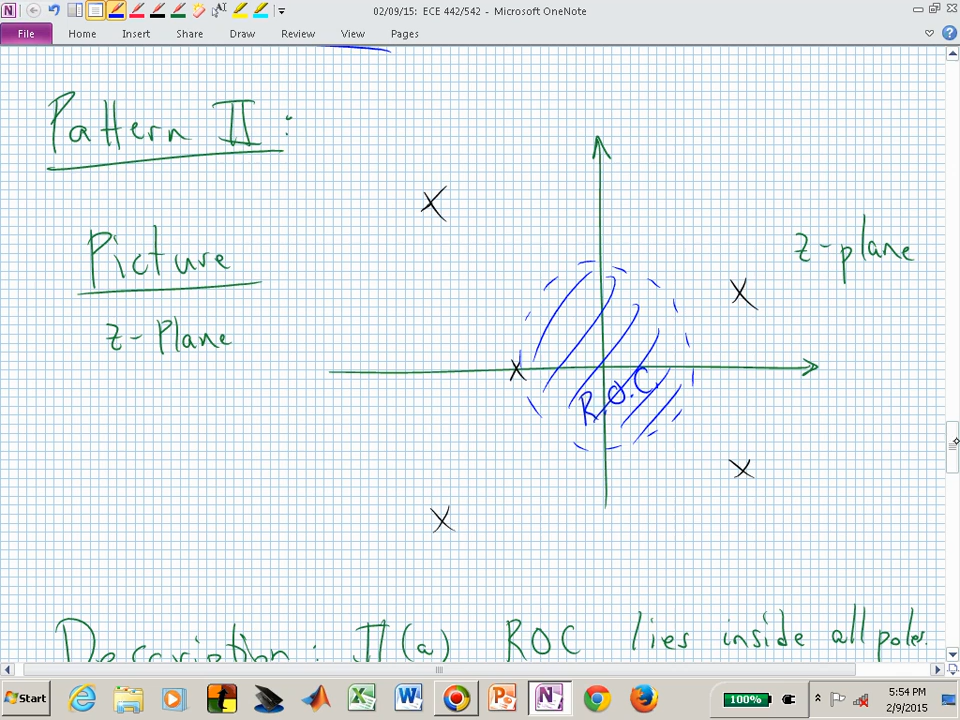 02/09/15: ECE 442/542 - Microsoft OneNote
File Home Insert Share Draw Review View Pages
Pattern II:
z-plane
Picture
z-Plane
R.O.C.
Description: II(a) ROC lies inside all poles.
Start
100%
5:54 PM
2/9/2015